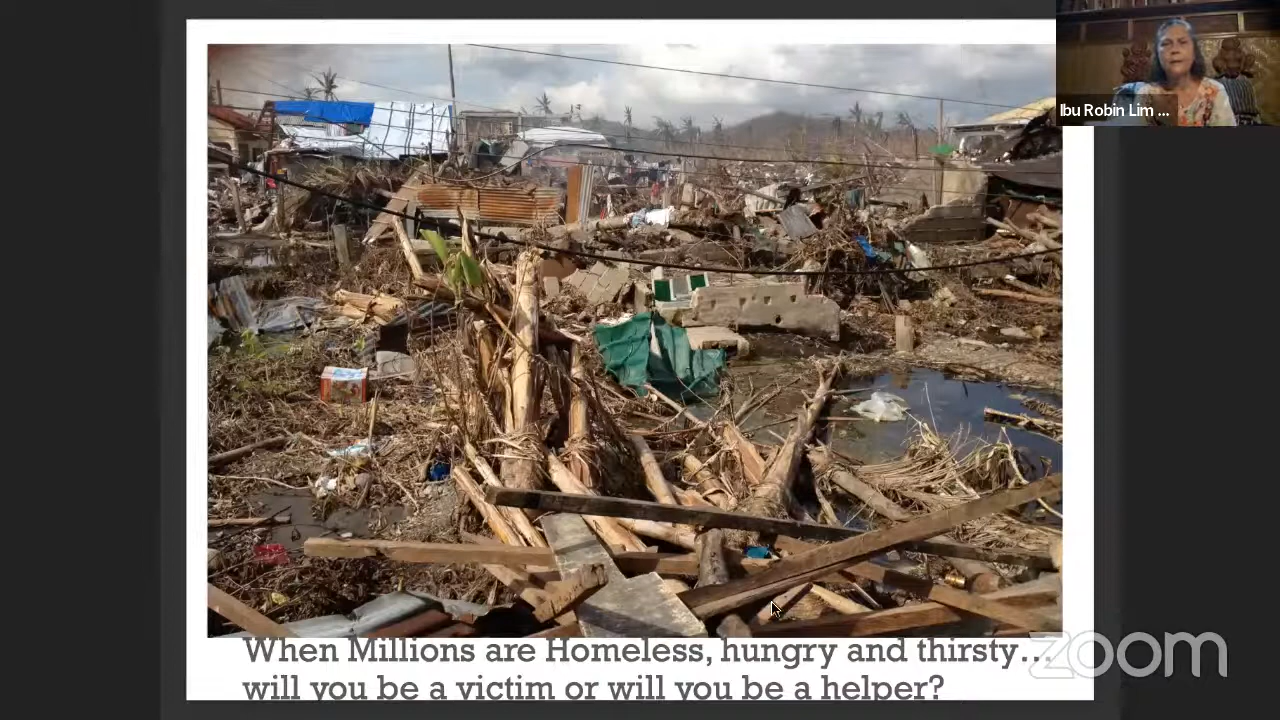 Ibu Robin Lim ...
When Millions are Homeless, hungry and thirsty...
will you be a victim or will you be a helper?
zoom